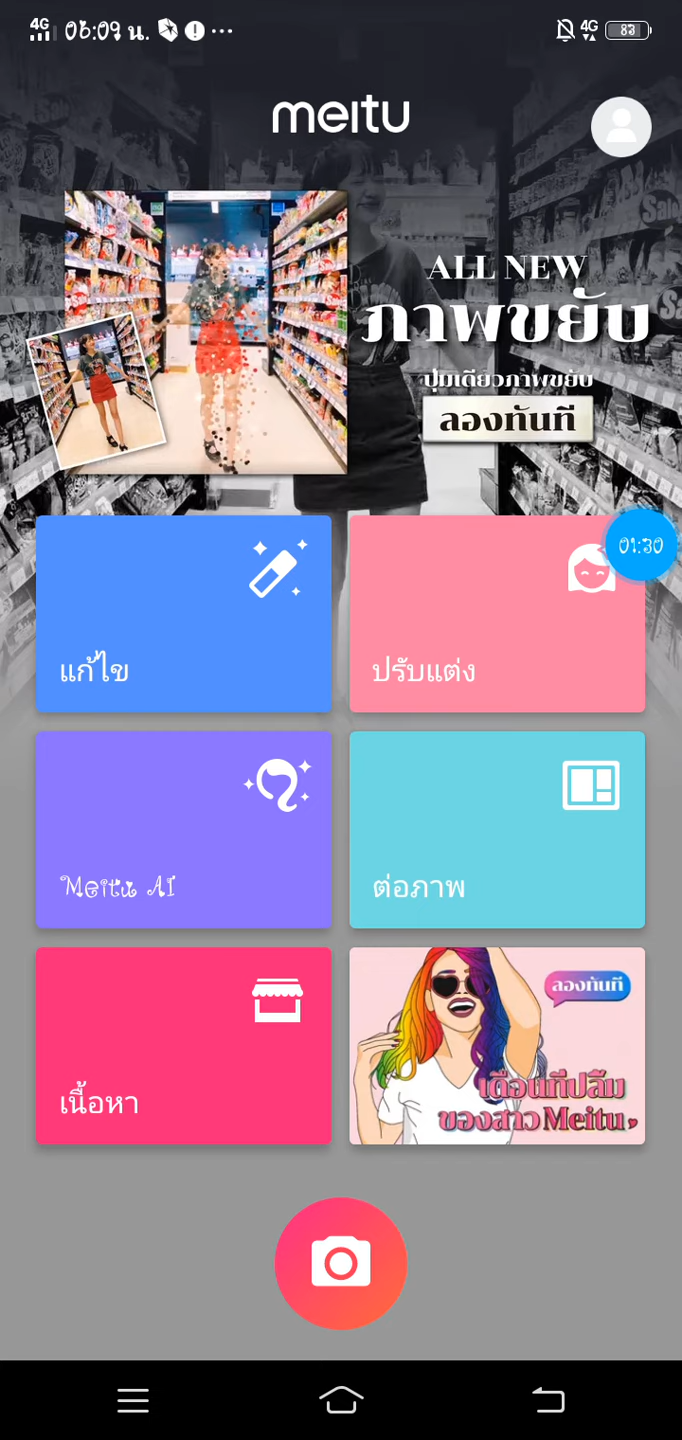 4G 06:09 น. ! ... 4G 83
meitu
ALL NEW
ภาพขยับ
ปุ่มเดียวภาพขยับ
ลองทันที
01:30
แก้ไข
ปรับแต่ง
Meitu AI
ต่อภาพ
เนื้อหา
ลองทันที
เดือนที่ปลื้ม
ของสาว Meitu